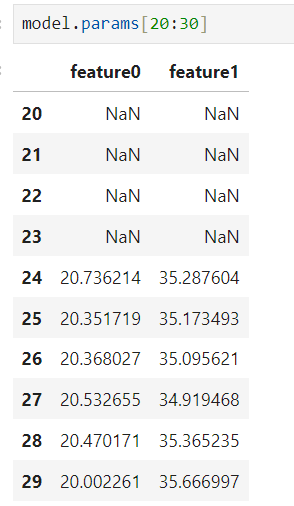 model.params[20:30]
feature0 feature1
20 NaN NaN
21 NaN NaN
22 NaN NaN
23 NaN NaN
24 20.736214 35.287604
25 20.351719 35.173493
26 20.368027 35.095621
27 20.532655 34.919468
28 20.470171 35.365235
29 20.002261 35.666997